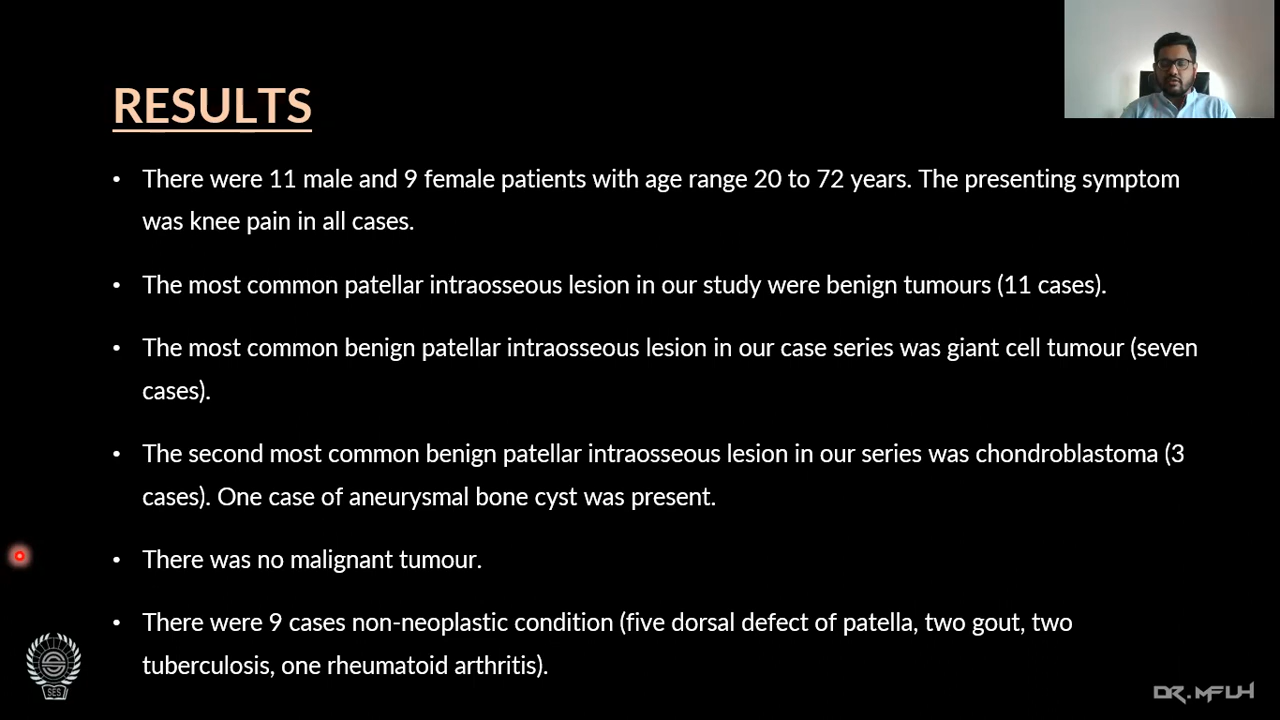 RESULTS
• There were 11 male and 9 female patients with age range 20 to 72 years. The presenting symptom
was knee pain in all cases.
• The most common patellar intraosseous lesion in our study were benign tumours (11 cases).
• The most common benign patellar intraosseous lesion in our case series was giant cell tumour (seven
cases).
• The second most common benign patellar intraosseous lesion in our series was chondroblastoma (3
cases). One case of aneurysmal bone cyst was present.
• There was no malignant tumour.
• There were 9 cases non-neoplastic condition (five dorsal defect of patella, two gout, two
tuberculosis, one rheumatoid arthritis).
SES
DR.MFUH